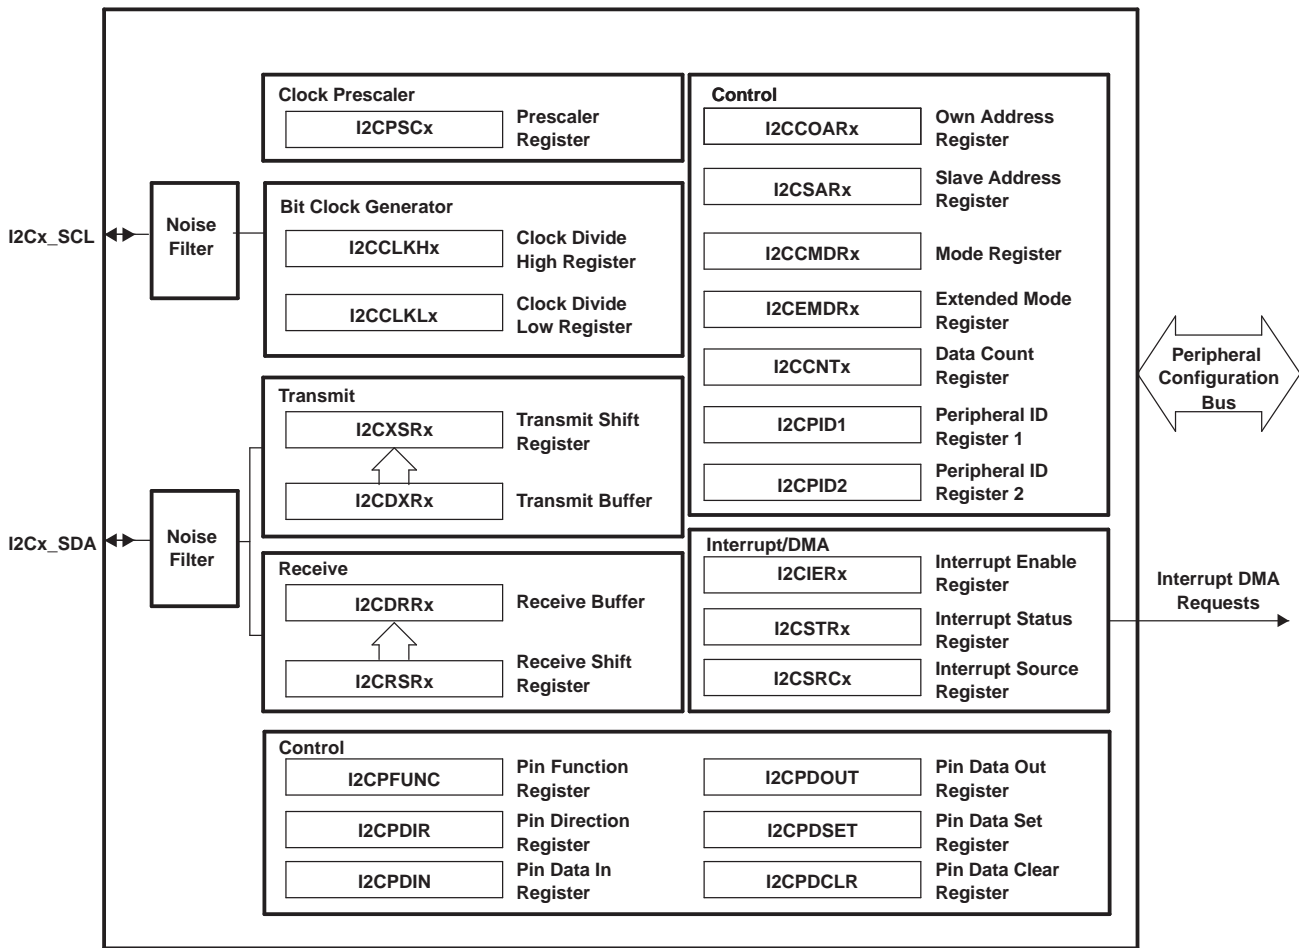 Clock Prescaler
I2CPSCx
Prescaler
Register
I2Cx_SCL
Noise
Filter
Bit Clock Generator
I2CCLKHx
Clock Divide
High Register
I2CCLKLx
Clock Divide
Low Register
Transmit
I2CXSRx
Transmit Shift
Register
I2CDXRx
Transmit Buffer
I2Cx_SDA
Noise
Filter
Receive
I2CDRRx
Receive Buffer
I2CRSRx
Receive Shift
Register
Control
I2CCOARx
Own Address
Register
I2CSARx
Slave Address
Register
I2CCMDRx
Mode Register
I2CEMDRx
Extended Mode
Register
I2CCNTx
Data Count
Register
I2CPID1
Peripheral ID
Register 1
I2CPID2
Peripheral ID
Register 2
Peripheral
Configuration
Bus
Interrupt/DMA
I2CIERx
Interrupt Enable
Register
I2CSTRx
Interrupt Status
Register
I2CSRCx
Interrupt Source
Register
Interrupt DMA
Requests
Control
I2CPFUNC
Pin Function
Register
I2CPDIR
Pin Direction
Register
I2CPDIN
Pin Data In
Register
I2CPDOUT
Pin Data Out
Register
I2CPDSET
Pin Data Set
Register
I2CPDCLR
Pin Data Clear
Register